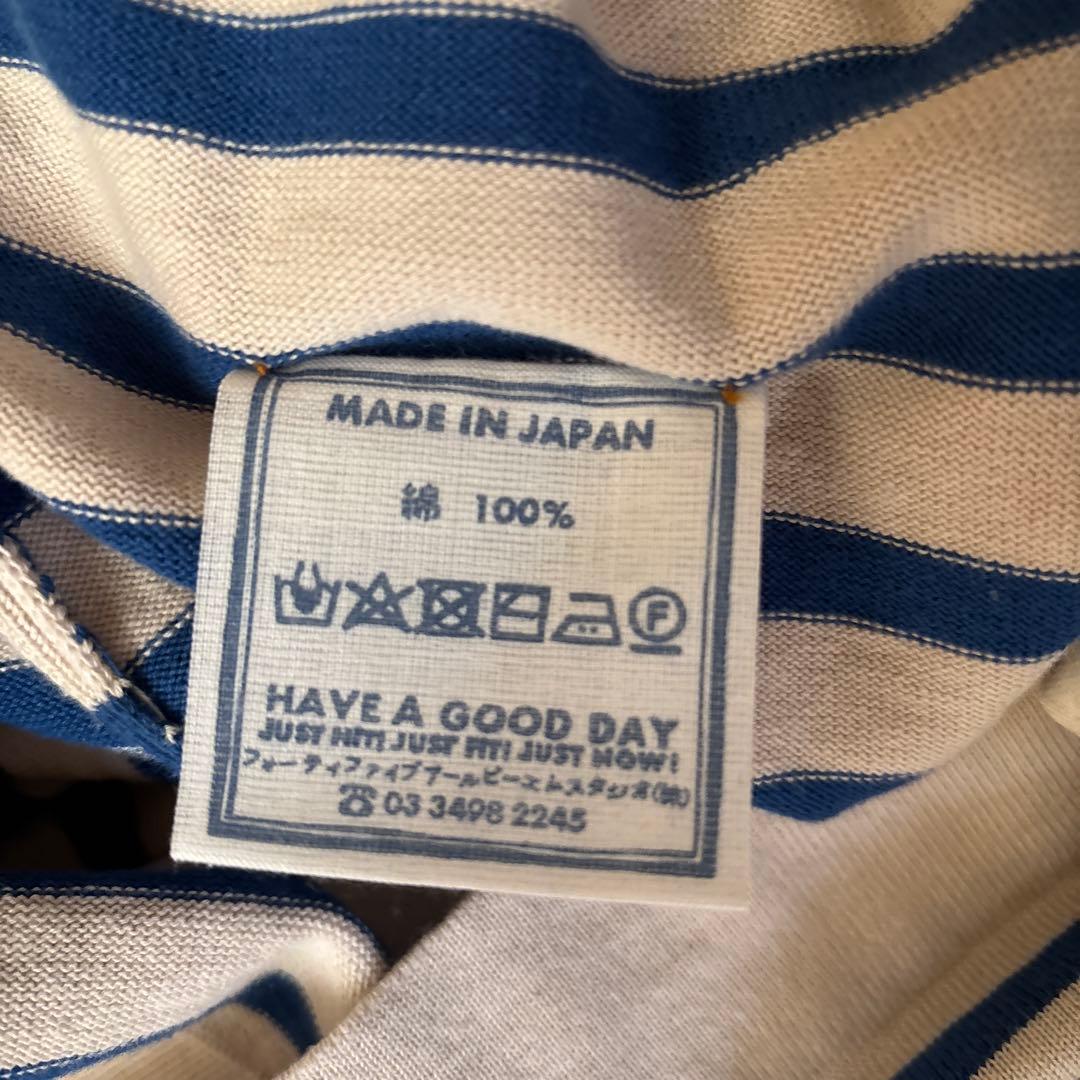 MADE IN JAPAN
綿 100%
F
HAVE A GOOD DAY
JUST HIT! JUST FIT! JUST NOW!
フォーティファイブアールピーエムスタジオ(株)
☎ 03 3498 2245